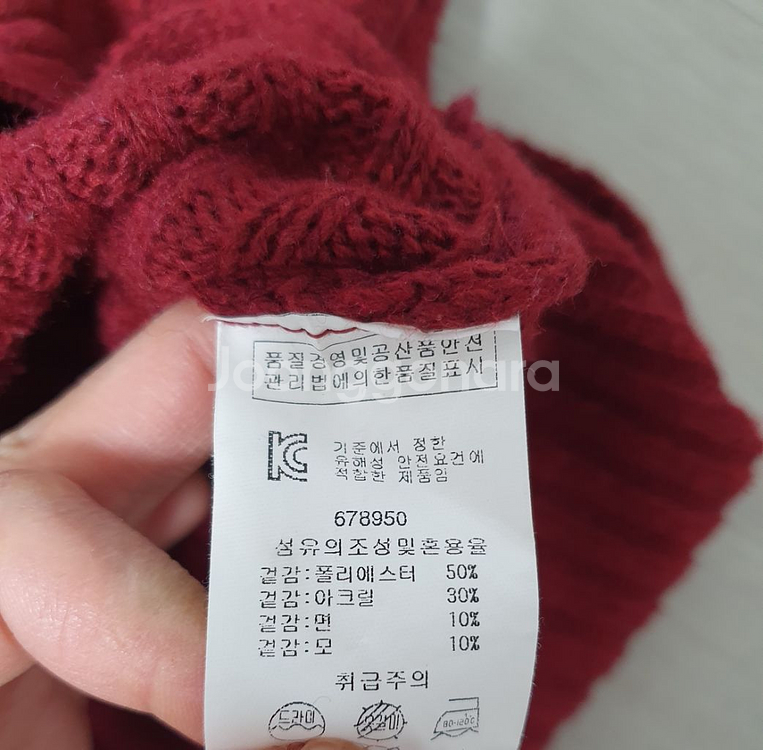 품질경영및공산품안전
관리법에의한품질표시
Joonggonara
기준에서 정한
유해성 안전요건에
적합한 제품임
678950
섬유의조성및혼용율
겉감:폴리에스터 50%
겉감:아크릴 30%
겉감:면 10%
겉감:모 10%
취급주의
드라이
80-120℃